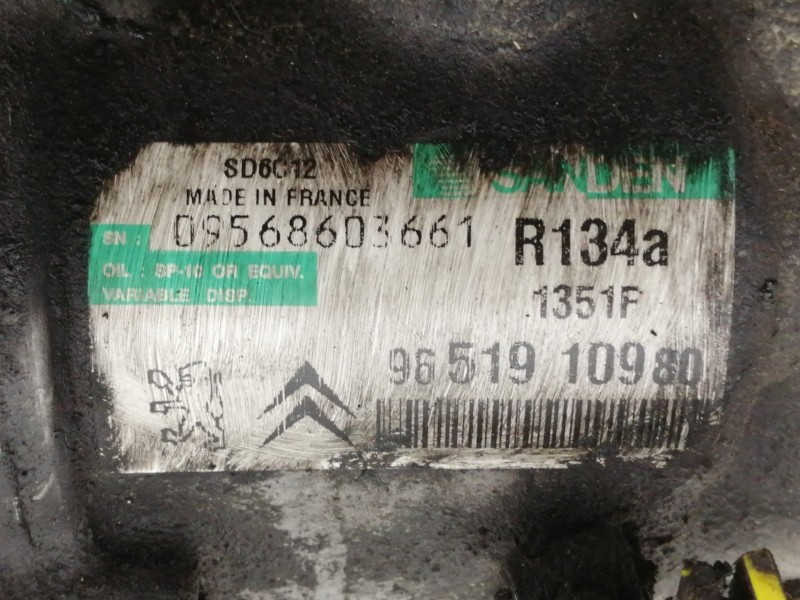 SD6C12
SANDEN
MADE IN FRANCE
SN : 09568603661
R134a
OIL : SP-10 OR EQUIV.
VARIABLE DISP.
1351F
96 519 109 80